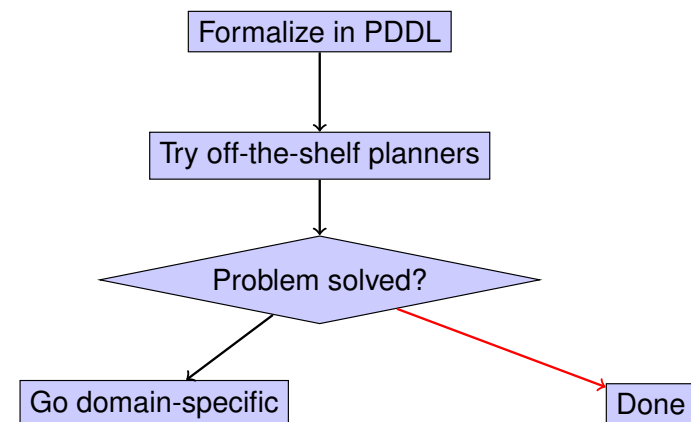 Formalize in PDDL
Try off-the-shelf planners
Problem solved?
Go domain-specific
Done